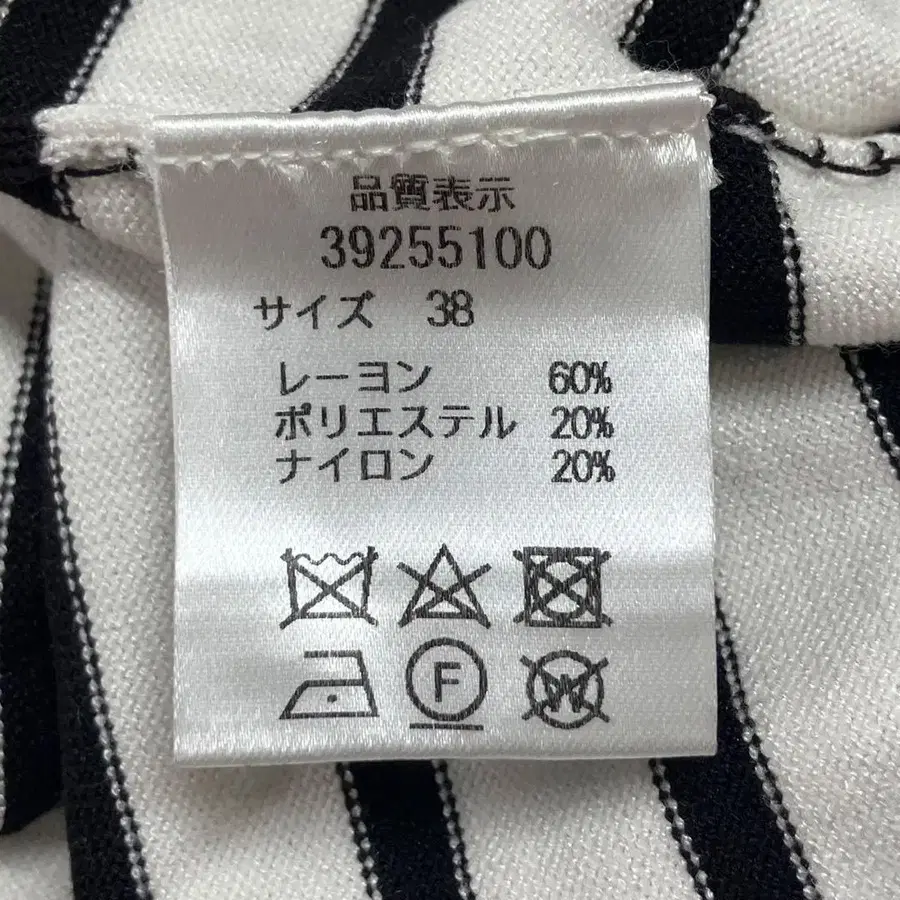 品質表示
39255100
サイズ 38
レーヨン 60%
ポリエステル 20%
ナイロン 20%
F
W